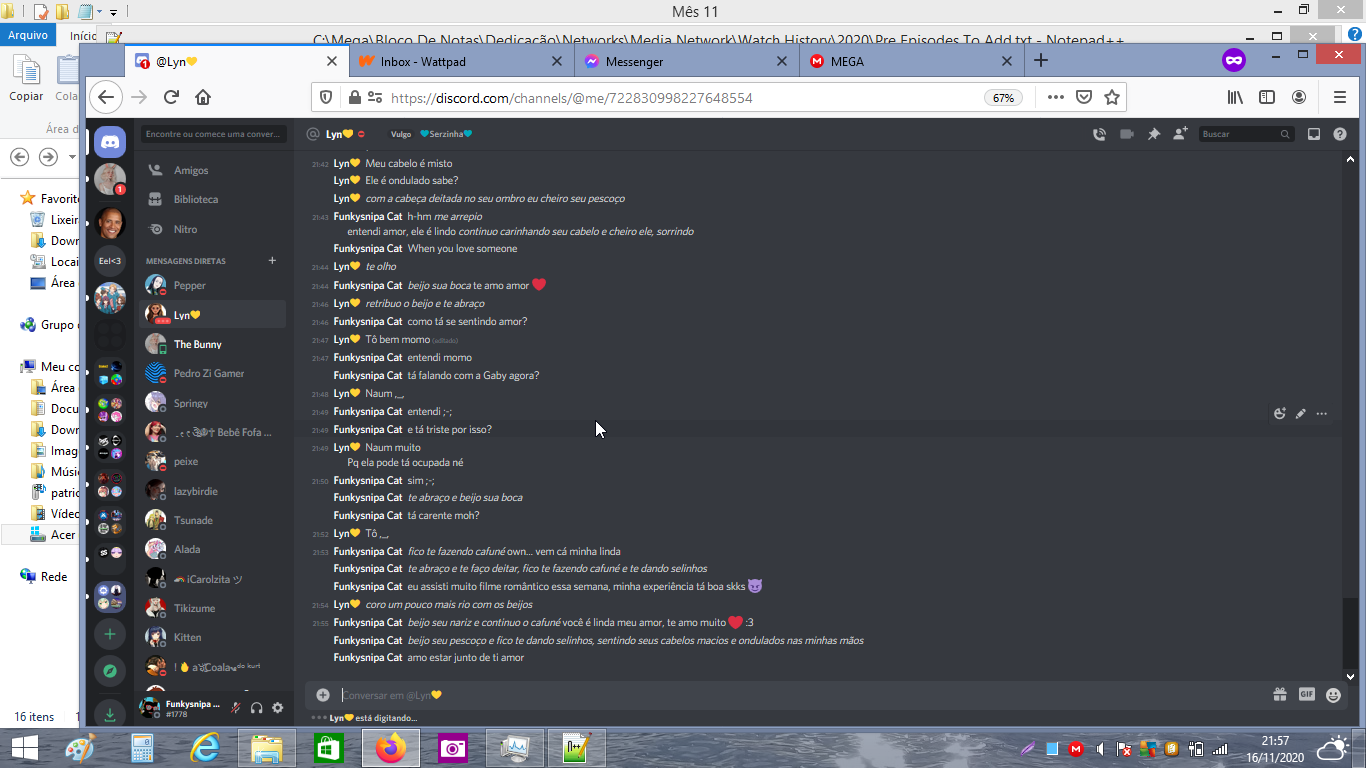 Mês 11
Arquivo
Iníci
C:\Mega\Bloco De Notas\Dedicação\Networks\Media Network\Watch History\2020\Pre Episodes To Add.txt - Notepad++
Copiar
Cola
Área d
@Lyn💛
Inbox - Wattpad
Messenger
MEGA
https://discord.com/channels/@me/722830998227648554
67%
Favorito
Lixeir
Down
Locai
Área
Grupo
Meu co
Área
Docu
Down
Imag
Músi
patric
Vídeo
Acer
Rede
16 itens
1
1
Eel<3
Encontre ou comece uma conver...
Amigos
Biblioteca
Nitro
MENSAGENS DIRETAS
Pepper
Lyn💛
The Bunny
Pedro Zi Gamer
Springy
Bebê Fofa ...
peixe
lazybirdie
Tsunade
Alada
iCarolzita ツ
Tikizume
Kitten
Funkysnipa ...
#1778
@ Lyn💛 Vulgo 💙Serzinha💙
Buscar
21:42 Lyn💛 Meu cabelo é misto
Lyn💛 Ele é ondulado sabe?
Lyn💛 com a cabeça deitada no seu ombro eu cheiro seu pescoço
21:43 Funkysnipa Cat h-hm me arrepio
entendi amor, ele é lindo continuo carinhando seu cabelo e cheiro ele, sorrindo
Funkysnipa Cat When you love someone
21:44 Lyn💛 te olho
21:44 Funkysnipa Cat beijo sua boca te amo amor ❤️
21:46 Lyn💛 retribuo o beijo e te abraço
21:46 Funkysnipa Cat como tá se sentindo amor?
21:47 Lyn💛 Tô bem momo (editado)
21:47 Funkysnipa Cat entendi momo
Funkysnipa Cat tá falando com a Gaby agora?
21:48 Lyn💛 Naum ,_,
21:49 Funkysnipa Cat entendi ;-;
21:49 Funkysnipa Cat e tá triste por isso?
21:49 Lyn💛 Naum muito
Pq ela pode tá ocupada né
21:50 Funkysnipa Cat sim ;-;
Funkysnipa Cat te abraço e beijo sua boca
Funkysnipa Cat tá carente moh?
21:52 Lyn💛 Tô ,_,
21:53 Funkysnipa Cat fico te fazendo cafuné own... vem cá minha linda
Funkysnipa Cat te abraço e te faço deitar, fico te fazendo cafuné e te dando selinhos
Funkysnipa Cat eu assisti muito filme romântico essa semana, minha experiência tá boa skks 😈
21:54 Lyn💛 coro um pouco mais rio com os beijos
21:55 Funkysnipa Cat beijo seu nariz e continuo o cafuné você é linda meu amor, te amo muito ❤️ :3
Funkysnipa Cat beijo seu pescoço e fico te dando selinhos, sentindo seus cabelos macios e ondulados nas minhas mãos
Funkysnipa Cat amo estar junto de ti amor
Conversar em @Lyn💛
GIF
Lyn💛 está digitando...
21:57
16/11/2020